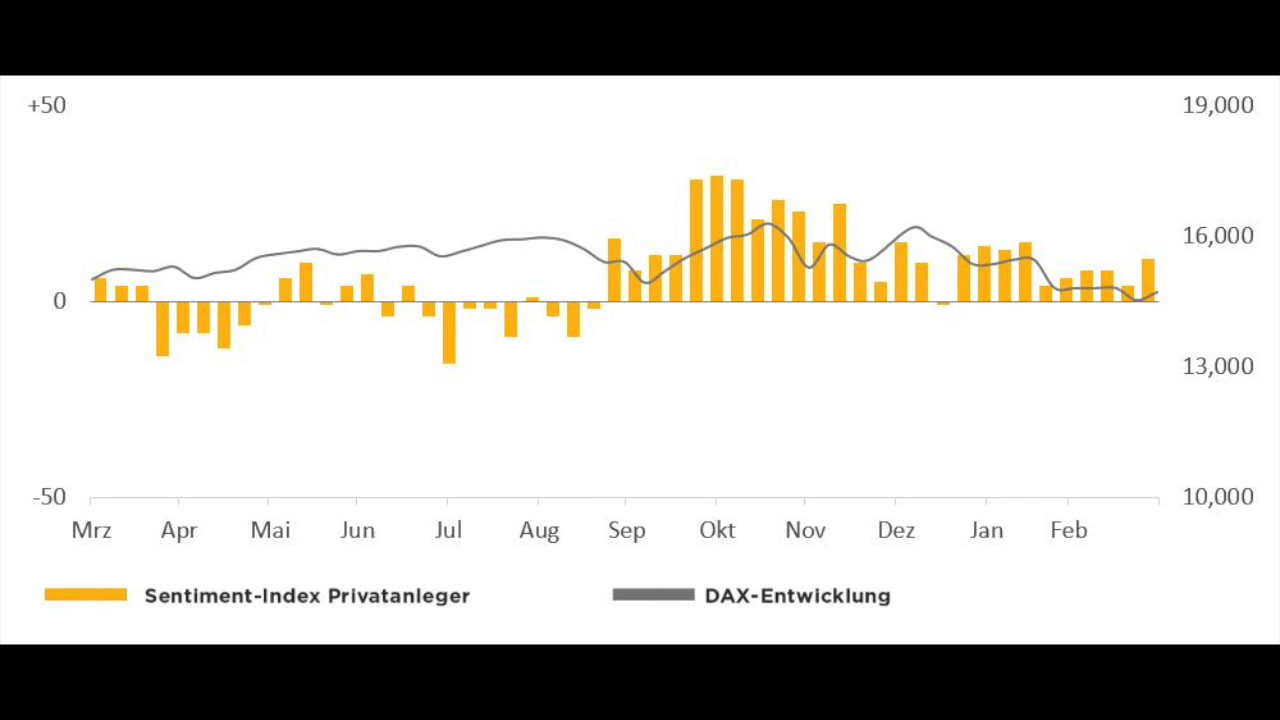 +50 19,000
16,000
0
13,000
-50 10,000
Mrz Apr Mai Jun Jul Aug Sep Okt Nov Dez Jan Feb
Sentiment-Index Privatanleger DAX-Entwicklung